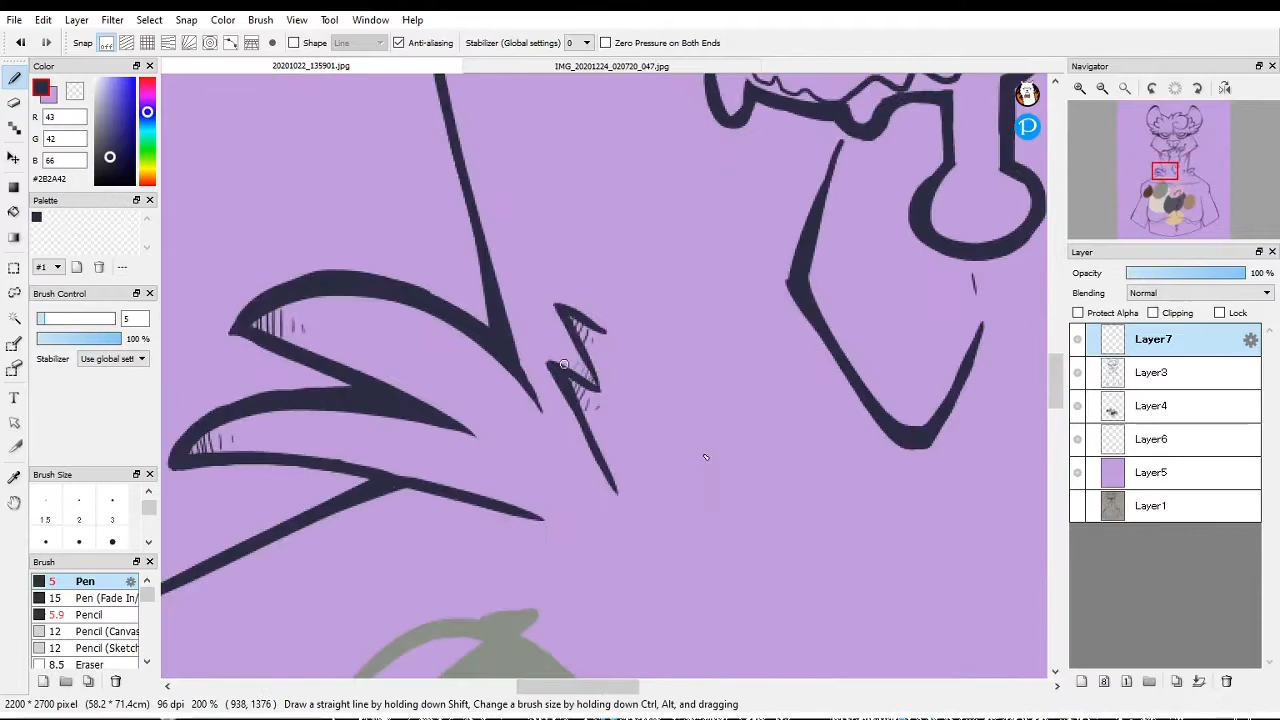 File Edit Layer Filter Select Snap Color Brush View Tool Window Help
Snap off Shape Line Anti-aliasing Stabilizer (Global settings) 0 Zero Pressure on Both Ends
Color
20201022_135901.jpg IMG_20201224_020720_047.jpg
Navigator
R 43
G 42
B 66
#2B2A42
Palette
#1
Brush Control
5
100 %
Stabilizer Use global sett
Brush Size
1.5 2 3
Brush
5 Pen
15 Pen (Fade In/
5.9 Pencil
12 Pencil (Canvas
12 Pencil (Sketch
8.5 Eraser
P
Layer
Opacity 100 %
Blending Normal
Protect Alpha Clipping Lock
Layer7
Layer3
Layer4
Layer6
Layer5
Layer1
8 1
2200 * 2700 pixel (58.2 * 71.4cm) 96 dpi 200 % ( 938, 1376 ) Draw a straight line by holding down Shift, Change a brush size by holding down Ctrl, Alt, and dragging